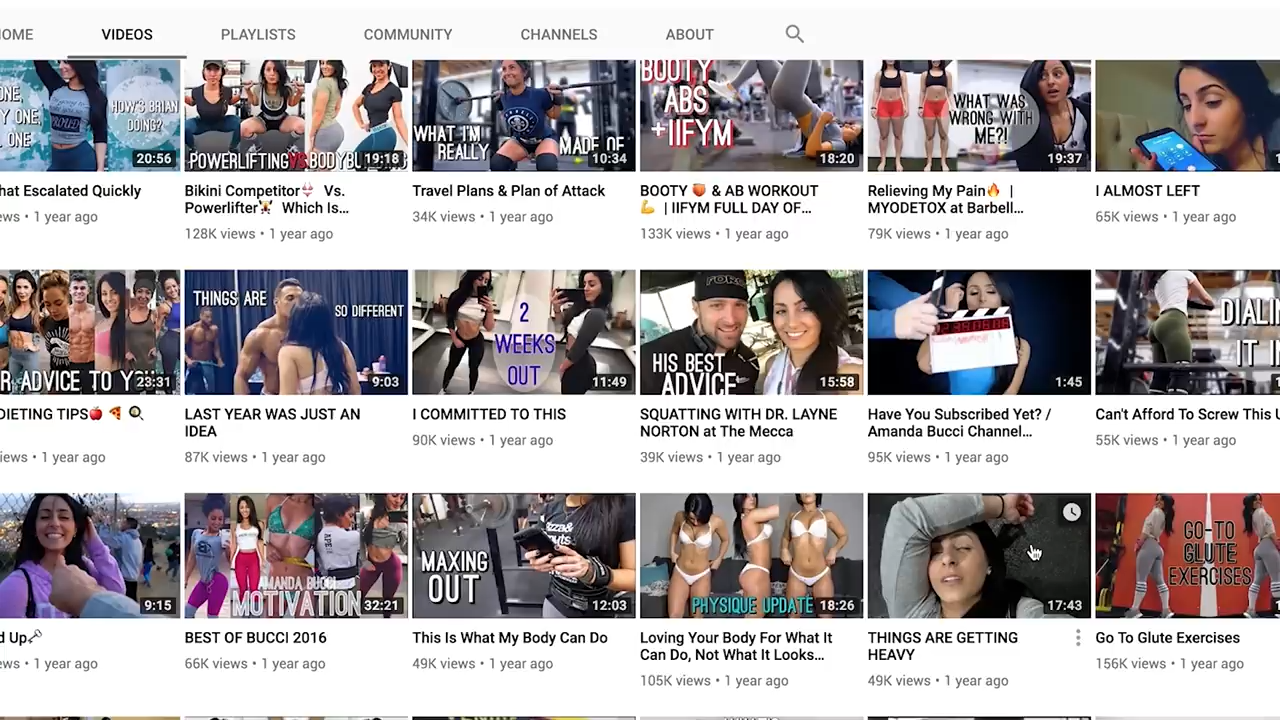 OME VIDEOS PLAYLISTS COMMUNITY CHANNELS ABOUT
ONE,
Y ONE,
ONE
HOW'S BRIAN
DOING?
20:56
POWERLIFTING VS BODYBU
19:18
WHAT I'M
REALLY
MADE OF
10:34
BOOTY
ABS
+IIFYM
18:20
WHAT WAS
WRONG WITH
ME?!
19:37
hat Escalated Quickly
ews • 1 year ago
Bikini Competitor👙 Vs.
Powerlifter🏋 Which Is…
128K views • 1 year ago
Travel Plans & Plan of Attack
34K views • 1 year ago
BOOTY 🍑 & AB WORKOUT
💪 | IIFYM FULL DAY OF…
133K views • 1 year ago
Relieving My Pain🔥 |
MYODETOX at Barbell…
79K views • 1 year ago
I ALMOST LEFT
65K views • 1 year ago
R ADVICE TO Y
23:31
THINGS ARE
SO DIFFERENT
9:03
2
WEEKS
OUT
11:49
FORC
HIS BEST
ADVICE
15:58
1:45
DIALI
IT I
DIETING TIPS🍎 🍕 🔍
iews • 1 year ago
LAST YEAR WAS JUST AN
IDEA
87K views • 1 year ago
I COMMITTED TO THIS
90K views • 1 year ago
SQUATTING WITH DR. LAYNE
NORTON at The Mecca
39K views • 1 year ago
Have You Subscribed Yet? /
Amanda Bucci Channel…
95K views • 1 year ago
Can't Afford To Screw This U
55K views • 1 year ago
9:15
AMANDA BUCCI
MOTIVATION
32:21
MAXING
OUT
12:03
PHYSIQUE UPDATE
18:26
17:43
GO-TO
GLUTE
EXERCISES
d Up🎤
ews • 1 year ago
BEST OF BUCCI 2016
66K views • 1 year ago
This Is What My Body Can Do
49K views • 1 year ago
Loving Your Body For What It
Can Do, Not What It Looks…
105K views • 1 year ago
THINGS ARE GETTING
HEAVY
49K views • 1 year ago
Go To Glute Exercises
156K views • 1 year ago